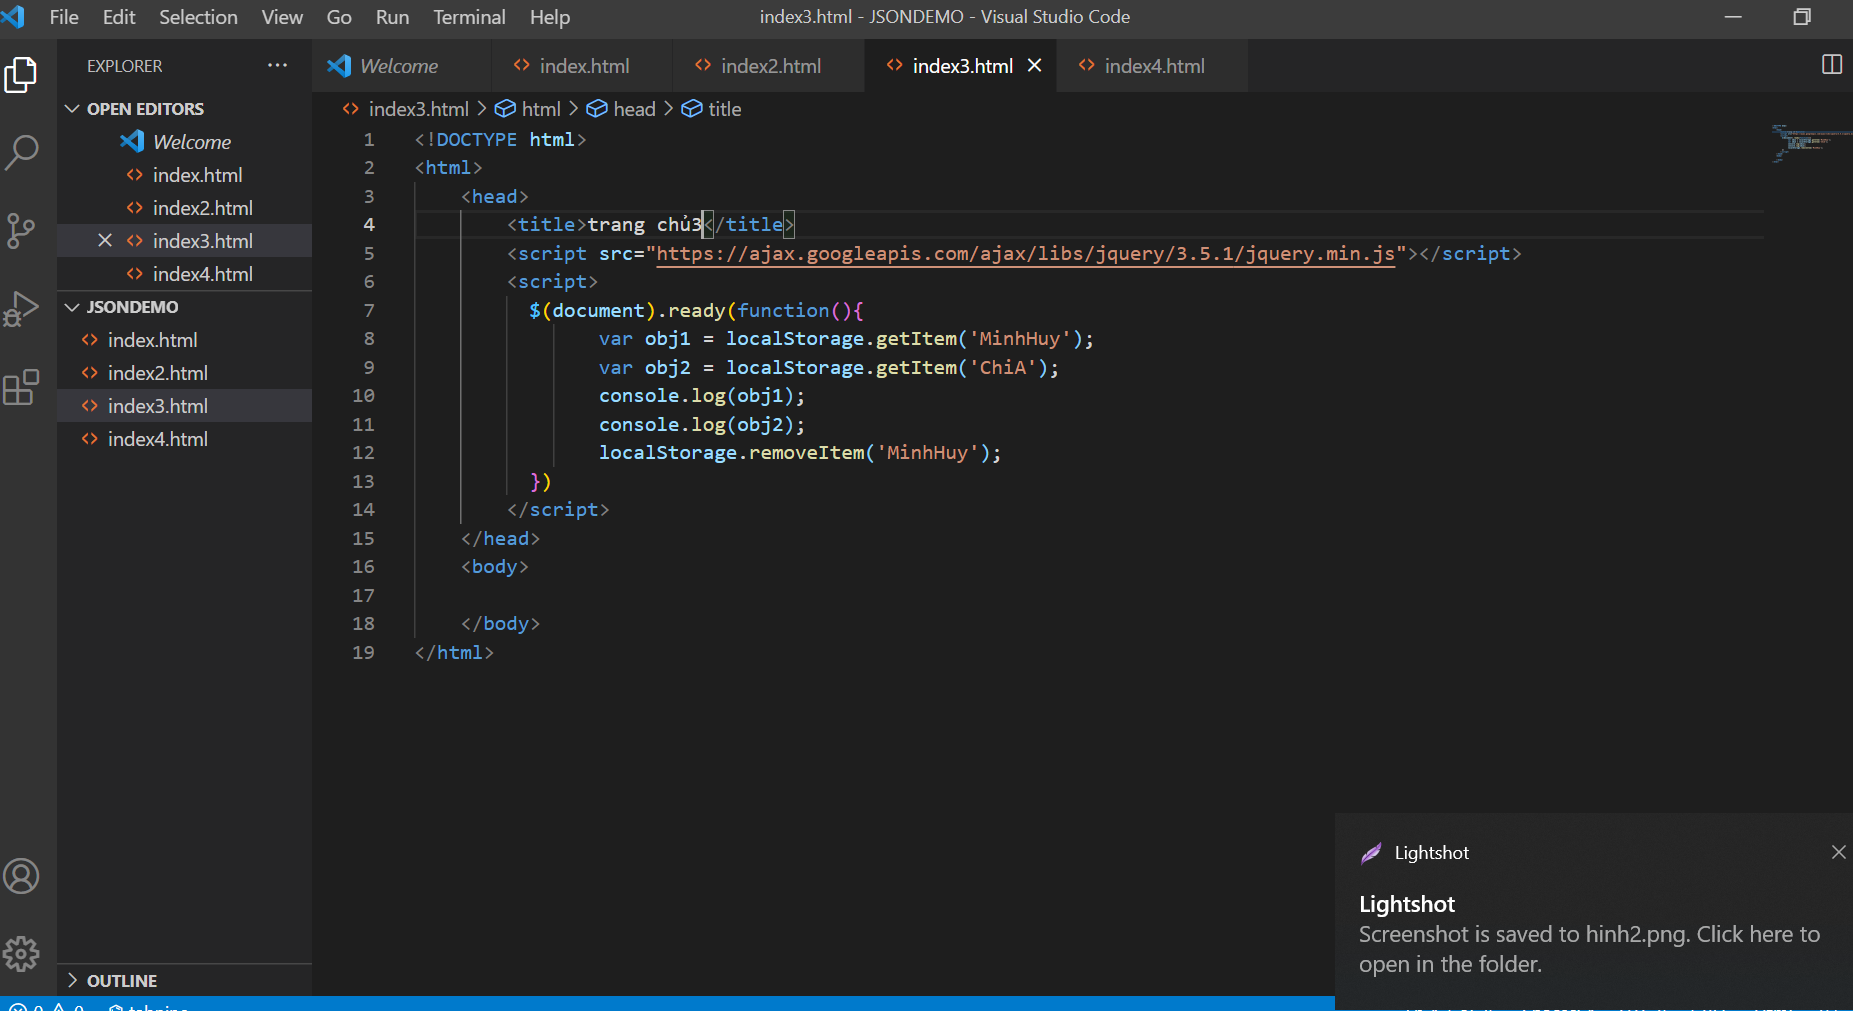 File Edit Selection View Go Run Terminal Help
index3.html - JSONDEMO - Visual Studio Code
EXPLORER
OPEN EDITORS
Welcome
index.html
index2.html
index3.html
index4.html
JSONDEMO
index.html
index2.html
index3.html
index4.html
OUTLINE
Welcome index.html index2.html index3.html index4.html
index3.html > html > head > title
1 <!DOCTYPE html>
2 <html>
3 <head>
4 <title>trang chủ3</title>
5 <script src="https://ajax.googleapis.com/ajax/libs/jquery/3.5.1/jquery.min.js"></script>
6 <script>
7 $(document).ready(function(){
8 var obj1 = localStorage.getItem('MinhHuy');
9 var obj2 = localStorage.getItem('ChiA');
10 console.log(obj1);
11 console.log(obj2);
12 localStorage.removeItem('MinhHuy');
13 })
14 </script>
15 </head>
16 <body>
17
18 </body>
19 </html>
Lightshot
Lightshot
Screenshot is saved to hinh2.png. Click here to
open in the folder.